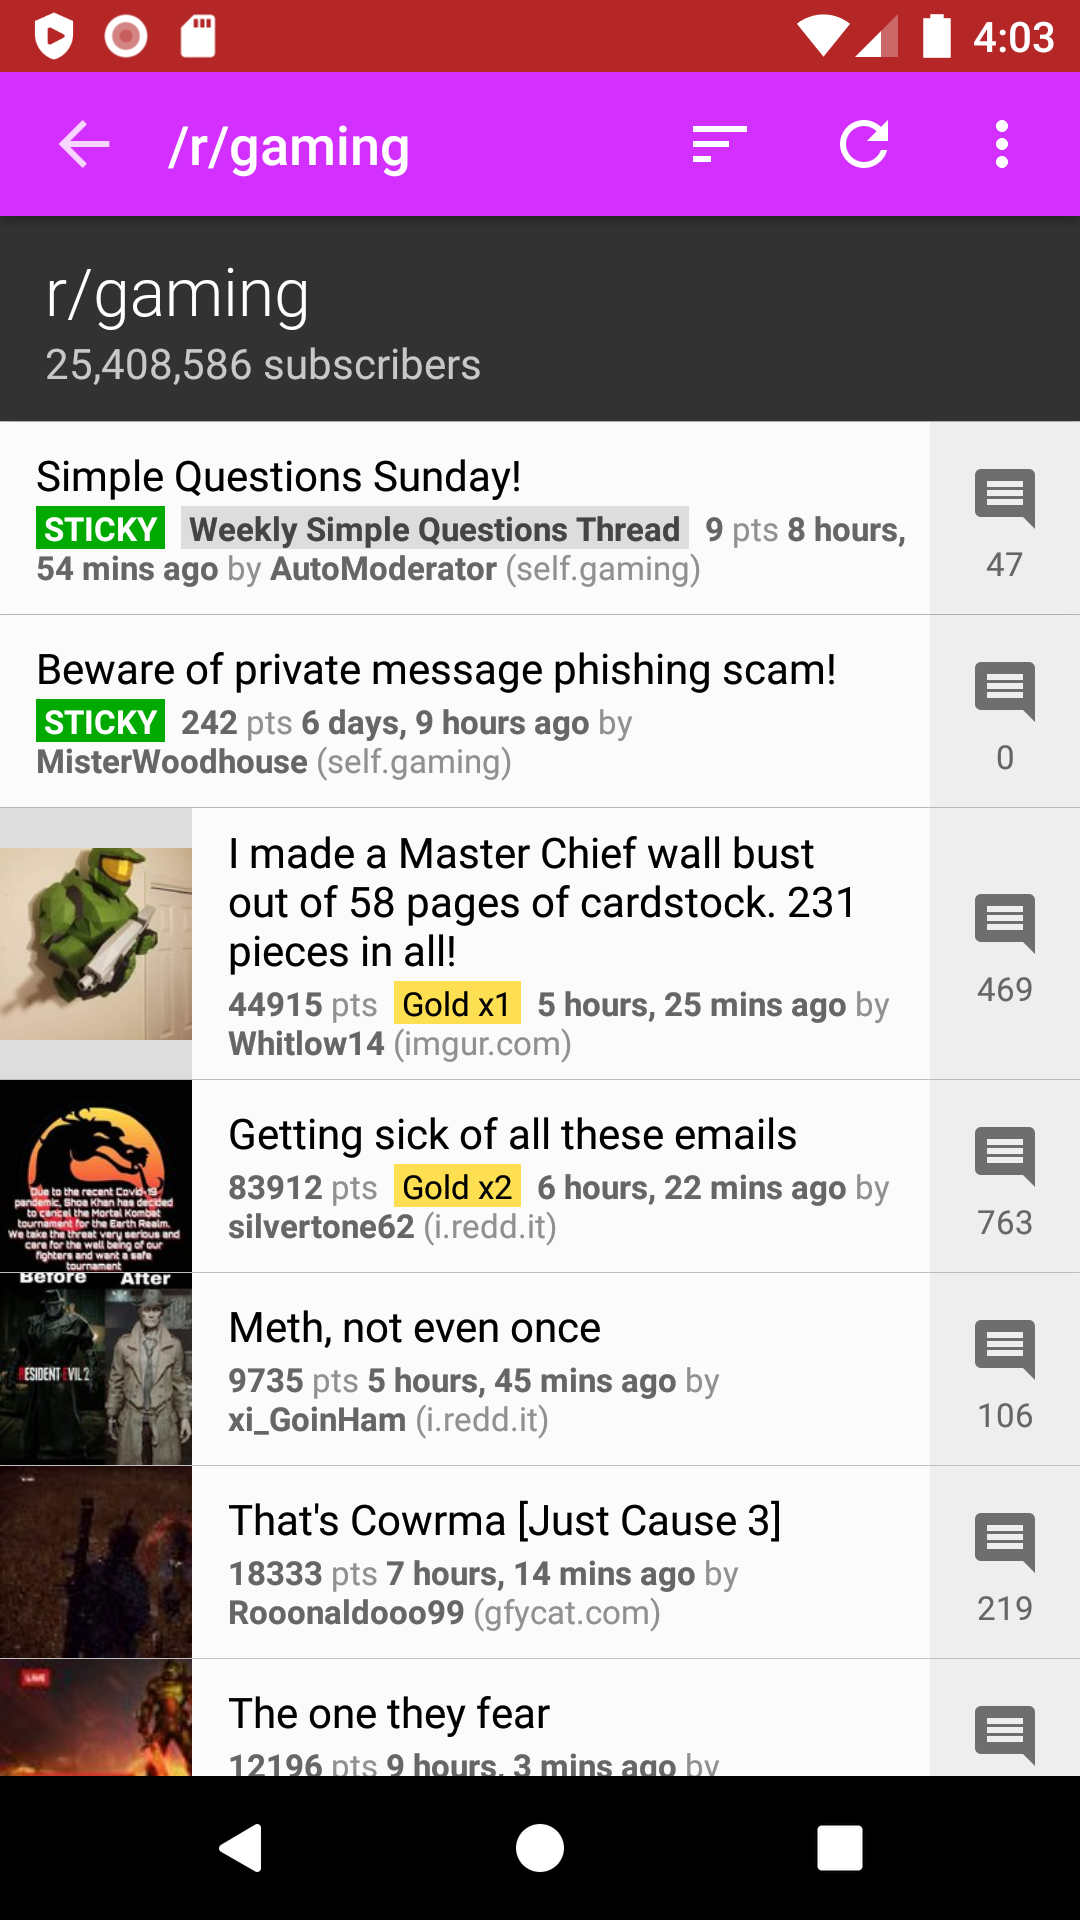 4:03
/r/gaming
r/gaming
25,408,586 subscribers
Simple Questions Sunday!
STICKY Weekly Simple Questions Thread 9 pts 8 hours,
54 mins ago by AutoModerator (self.gaming)
47
Beware of private message phishing scam!
STICKY 242 pts 6 days, 9 hours ago by
MisterWoodhouse (self.gaming)
0
I made a Master Chief wall bust
out of 58 pages of cardstock. 231
pieces in all!
44915 pts Gold x1 5 hours, 25 mins ago by
Whitlow14 (imgur.com)
469
Due to the recent Covid-19
pandemic, Shoa Khan has decided
to cancel the Mortal Kombat
tournament for the Earth Realm.
We take the threat very serious and
care for the well being of our
fighters and want a safe
tournament
Getting sick of all these emails
83912 pts Gold x2 6 hours, 22 mins ago by
silvertone62 (i.redd.it)
763
Before After
RESIDENT EVIL 2
Meth, not even once
9735 pts 5 hours, 45 mins ago by
xi_GoinHam (i.redd.it)
106
That's Cowrma [Just Cause 3]
18333 pts 7 hours, 14 mins ago by
Rooonaldooo99 (gfycat.com)
219
LIVE
The one they fear
12196 pts 9 hours, 3 mins ago by